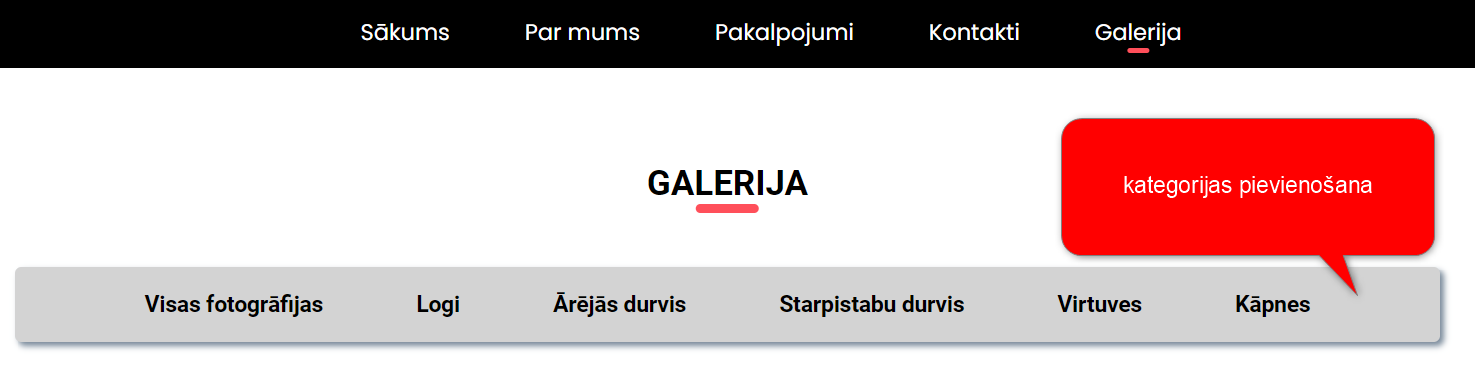 Sākums Par mums Pakalpojumi Kontakti Galerija
GALERIJA
kategorijas pievienošana
Visas fotogrāfijas Logi Ārējās durvis Starpistabu durvis Virtuves Kāpnes